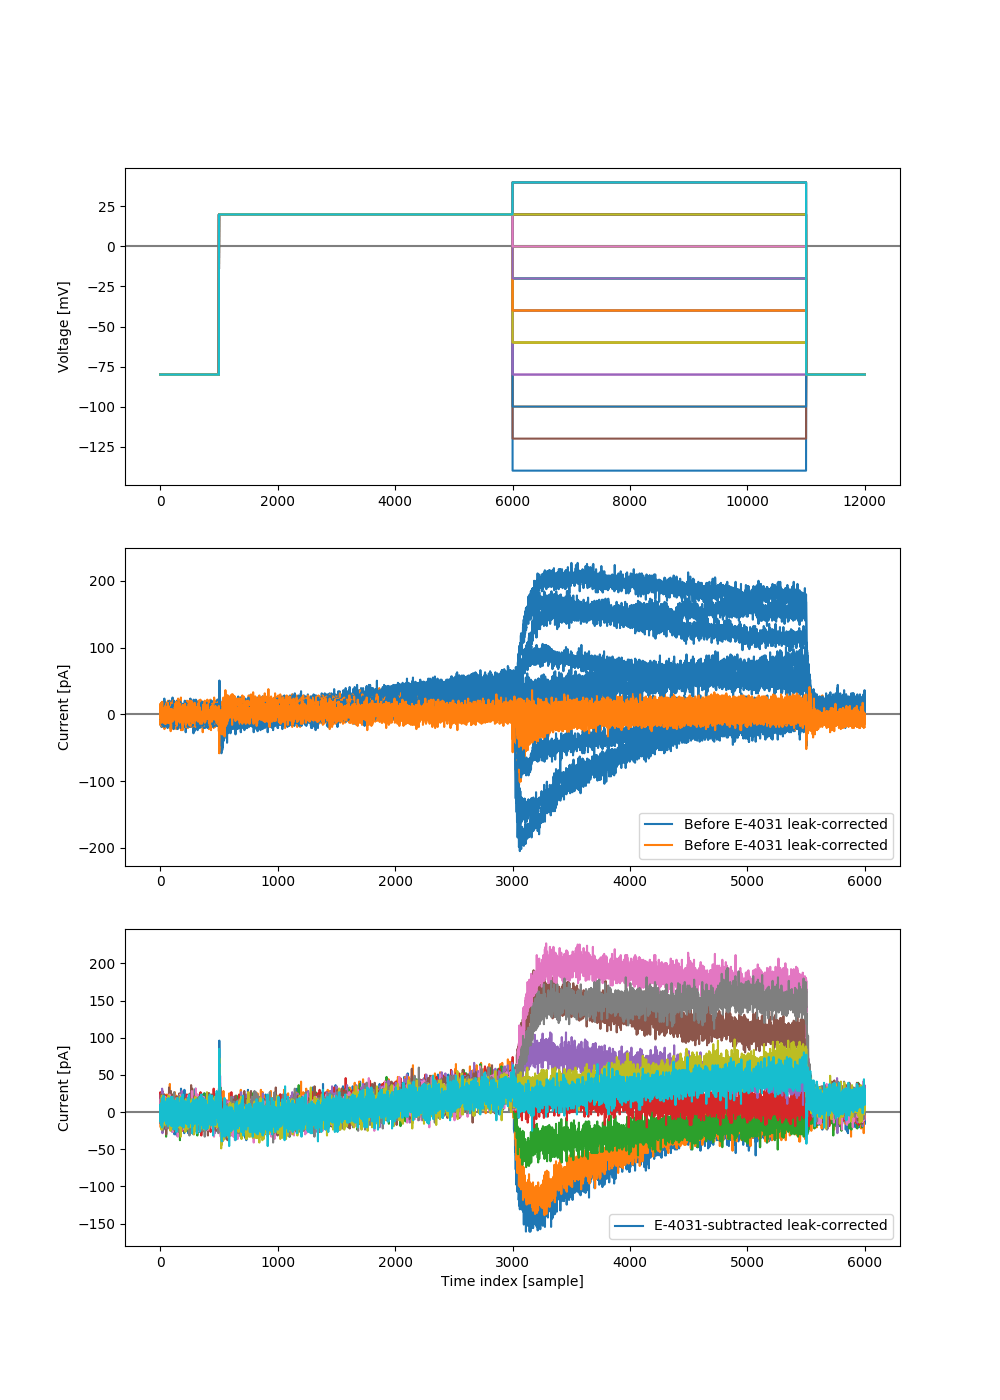 25
0
−25
−50
−75
−100
−125
Voltage [mV]
0 2000 4000 6000 8000 10000 12000
200
100
0
−100
−200
Current [pA]
Before E-4031 leak-corrected
Before E-4031 leak-corrected
0 1000 2000 3000 4000 5000 6000
200
150
100
50
0
−50
−100
−150
Current [pA]
E-4031-subtracted leak-corrected
0 1000 2000 3000 4000 5000 6000
Time index [sample]